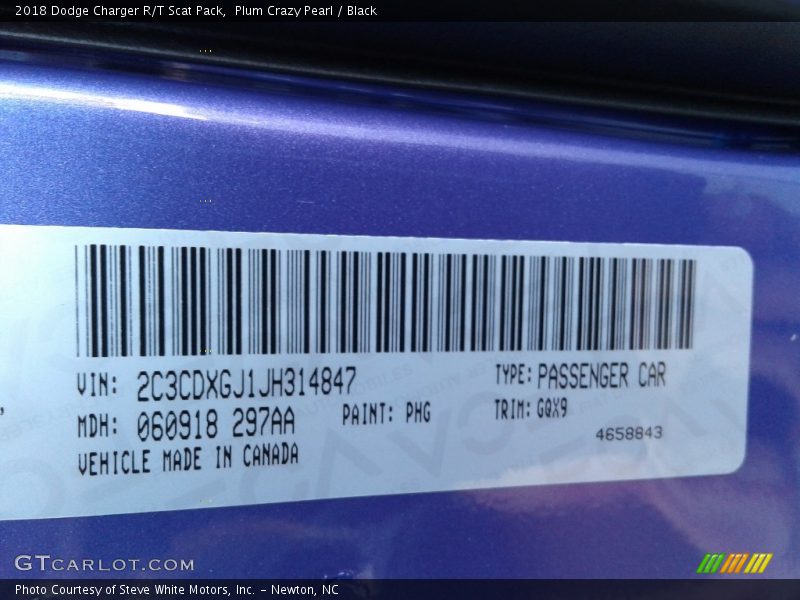 2018 Dodge Charger R/T Scat Pack,  Plum Crazy Pearl / Black
VIN: 2C3CDXGJ1JH314847 TYPE: PASSENGER CAR
MDH: 060918 297AA PAINT: PHG TRIM: GQX9
VEHICLE MADE IN CANADA 4658843
GTCARLOT.COM
Photo Courtesy of Steve White Motors, Inc. – Newton, NC